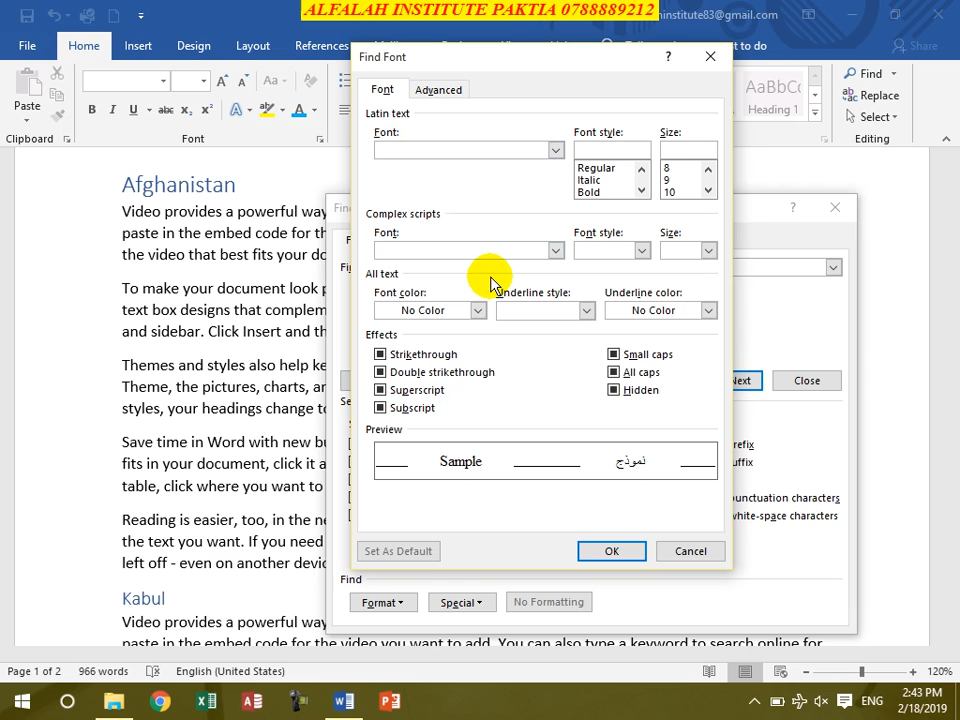 ALFALAH INSTITUTE PAKTIA 0788889212
ninstitute83@gmail.com
File Home Insert Design Layout References
to do
Share
Paste
Clipboard
Aa
B I U abc X₂ X²
A
Font
AaBbC
Heading 1
Find
Replace
Select
Editing
Find Font
? ×
Font Advanced
Latin text
Font: Font style: Size:
Regular
Italic
Bold
8
9
10
Complex scripts
Font: Font style: Size:
All text
Font color: Underline style: Underline color:
No Color No Color
Effects
Strikethrough
Double strikethrough
Superscript
Subscript
Small caps
All caps
Hidden
Preview
Sample نموذج
Set As Default OK Cancel
Next Close
punctuation characters
white-space characters
Find
Format Special No Formatting
Afghanistan
Video provides a powerful way
paste in the embed code for th
the video that best fits your do
To make your document look p
text box designs that complem
and sidebar. Click Insert and th
Themes and styles also help ke
Theme, the pictures, charts, an
styles, your headings change to
Save time in Word with new bu
fits in your document, click it a
table, click where you want to
Reading is easier, too, in the ne
the text you want. If you need
left off - even on another devic
Kabul
Video provides a powerful way
paste in the embed code for the video you want to add. You can also type a keyword to search online for
Page 1 of 2 966 words English (United States) 120%
ENG
2:43 PM
2/18/2019